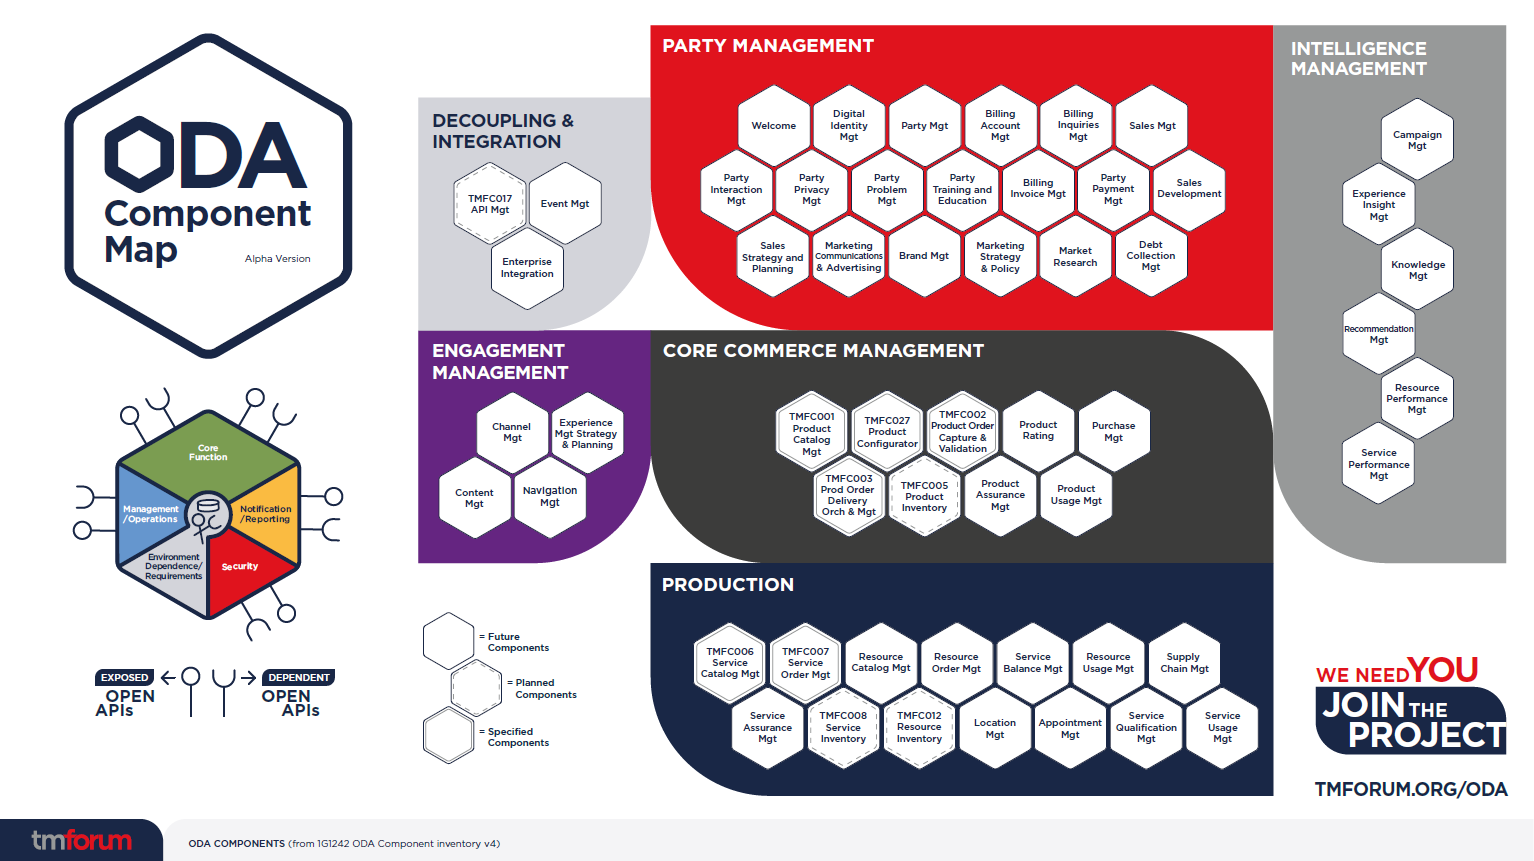 ODA
Component
Map
Alpha Version
Core
Function
Management
/Operations
Notification
/Reporting
Environment
Dependence/
Requirements
Security
EXPOSED
OPEN
APIs
DEPENDENT
OPEN
APIs
DECOUPLING &
INTEGRATION
TMFC017
API Mgt
Event Mgt
Enterprise
Integration
PARTY MANAGEMENT
Welcome
Digital
Identity
Mgt
Party Mgt
Billing
Account
Mgt
Billing
Inquiries
Mgt
Sales Mgt
Party
Interaction
Mgt
Party
Privacy
Mgt
Party
Problem
Mgt
Party
Training and
Education
Billing
Invoice Mgt
Party
Payment
Mgt
Sales
Development
Sales
Strategy and
Planning
Marketing
Communications
& Advertising
Brand Mgt
Marketing
Strategy
& Policy
Market
Research
Debt
Collection
Mgt
INTELLIGENCE
MANAGEMENT
Campaign
Mgt
Experience
Insight
Mgt
Knowledge
Mgt
Recommendation
Mgt
Resource
Performance
Mgt
Service
Performance
Mgt
ENGAGEMENT
MANAGEMENT
Channel
Mgt
Experience
Mgt Strategy
& Planning
Content
Mgt
Navigation
Mgt
CORE COMMERCE MANAGEMENT
TMFC001
Product
Catalog
Mgt
TMFC027
Product
Configurator
TMFC002
Product Order
Capture &
Validation
Product
Rating
Purchase
Mgt
TMFC003
Prod Order
Delivery
Orch & Mgt
TMFC005
Product
Inventory
Product
Assurance
Mgt
Product
Usage Mgt
PRODUCTION
TMFC006
Service
Catalog Mgt
TMFC007
Service
Order Mgt
Resource
Catalog Mgt
Resource
Order Mgt
Service
Balance Mgt
Resource
Usage Mgt
Supply
Chain Mgt
Service
Assurance
Mgt
TMFC008
Service
Inventory
TMFC012
Resource
Inventory
Location
Mgt
Appointment
Mgt
Service
Qualification
Mgt
Service
Usage
Mgt
= Future
Components
= Planned
Components
= Specified
Components
WE NEED YOU
JOIN THE
PROJECT
TMFORUM.ORG/ODA
tmforum
ODA COMPONENTS (from 1G1242 ODA Component inventory v4)